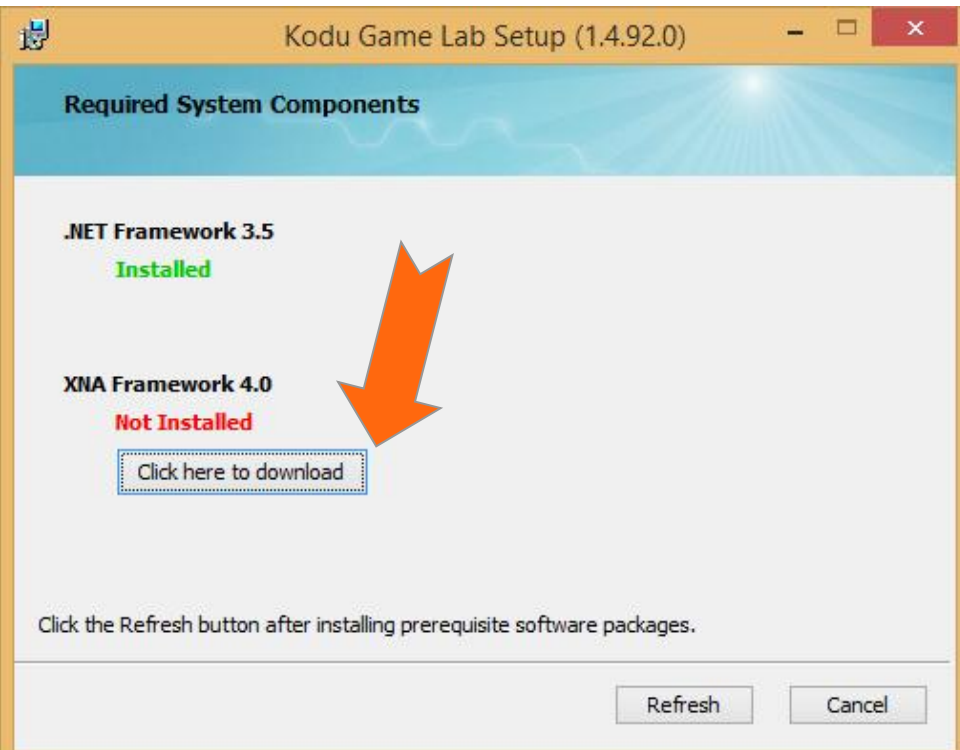 Kodu Game Lab Setup (1.4.92.0)
Required System Components
.NET Framework 3.5
Installed
XNA Framework 4.0
Not Installed
Click here to download
Click the Refresh button after installing prerequisite software packages.
Refresh Cancel